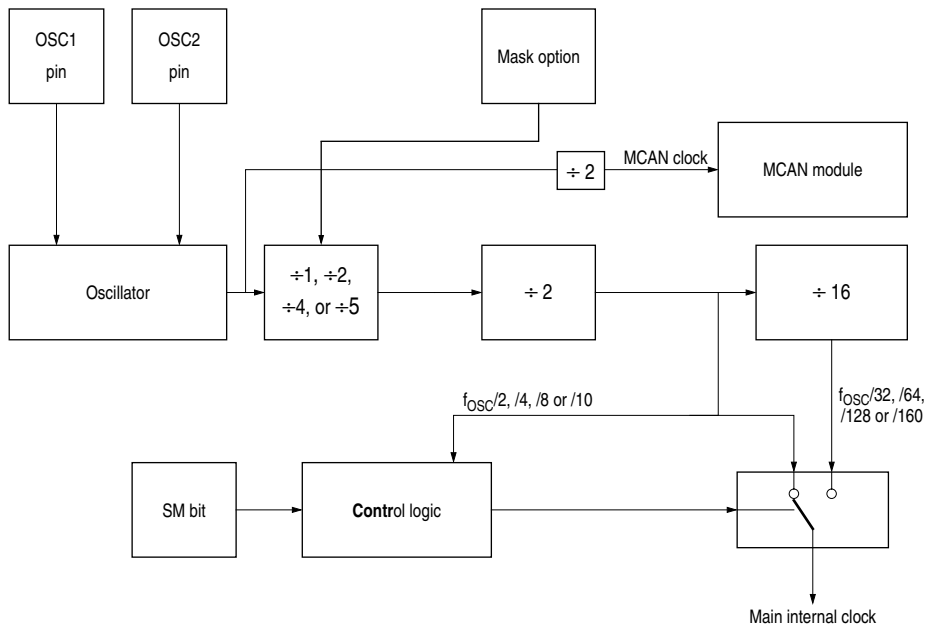 OSC1
pin
OSC2
pin
Mask option
÷ 2
MCAN clock
MCAN module
Oscillator
÷1, ÷2,
÷4, or ÷5
÷ 2
÷ 16
fOSC/2, /4, /8 or /10
fOSC/32, /64,
/128 or /160
SM bit
Control logic
Main internal clock